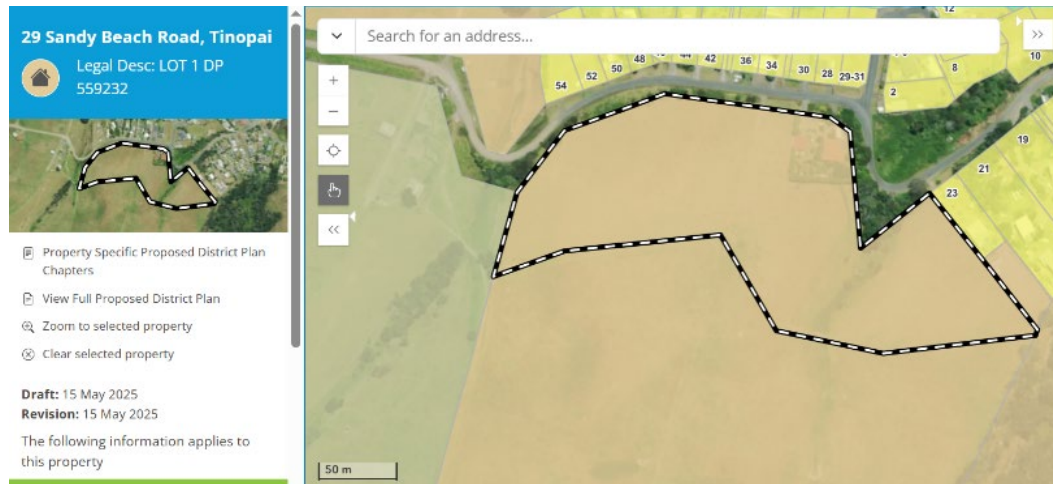 29 Sandy Beach Road, Tinopai
Legal Desc: LOT 1 DP
559232
Property Specific Proposed District Plan
Chapters
View Full Proposed District Plan
Zoom to selected property
Clear selected property
Draft: 15 May 2025
Revision: 15 May 2025
The following information applies to
this property
Search for an address...
12
54
52
50
48
44
42
36
34
30
28
29-31
2
8
10
19
21
23
50 m